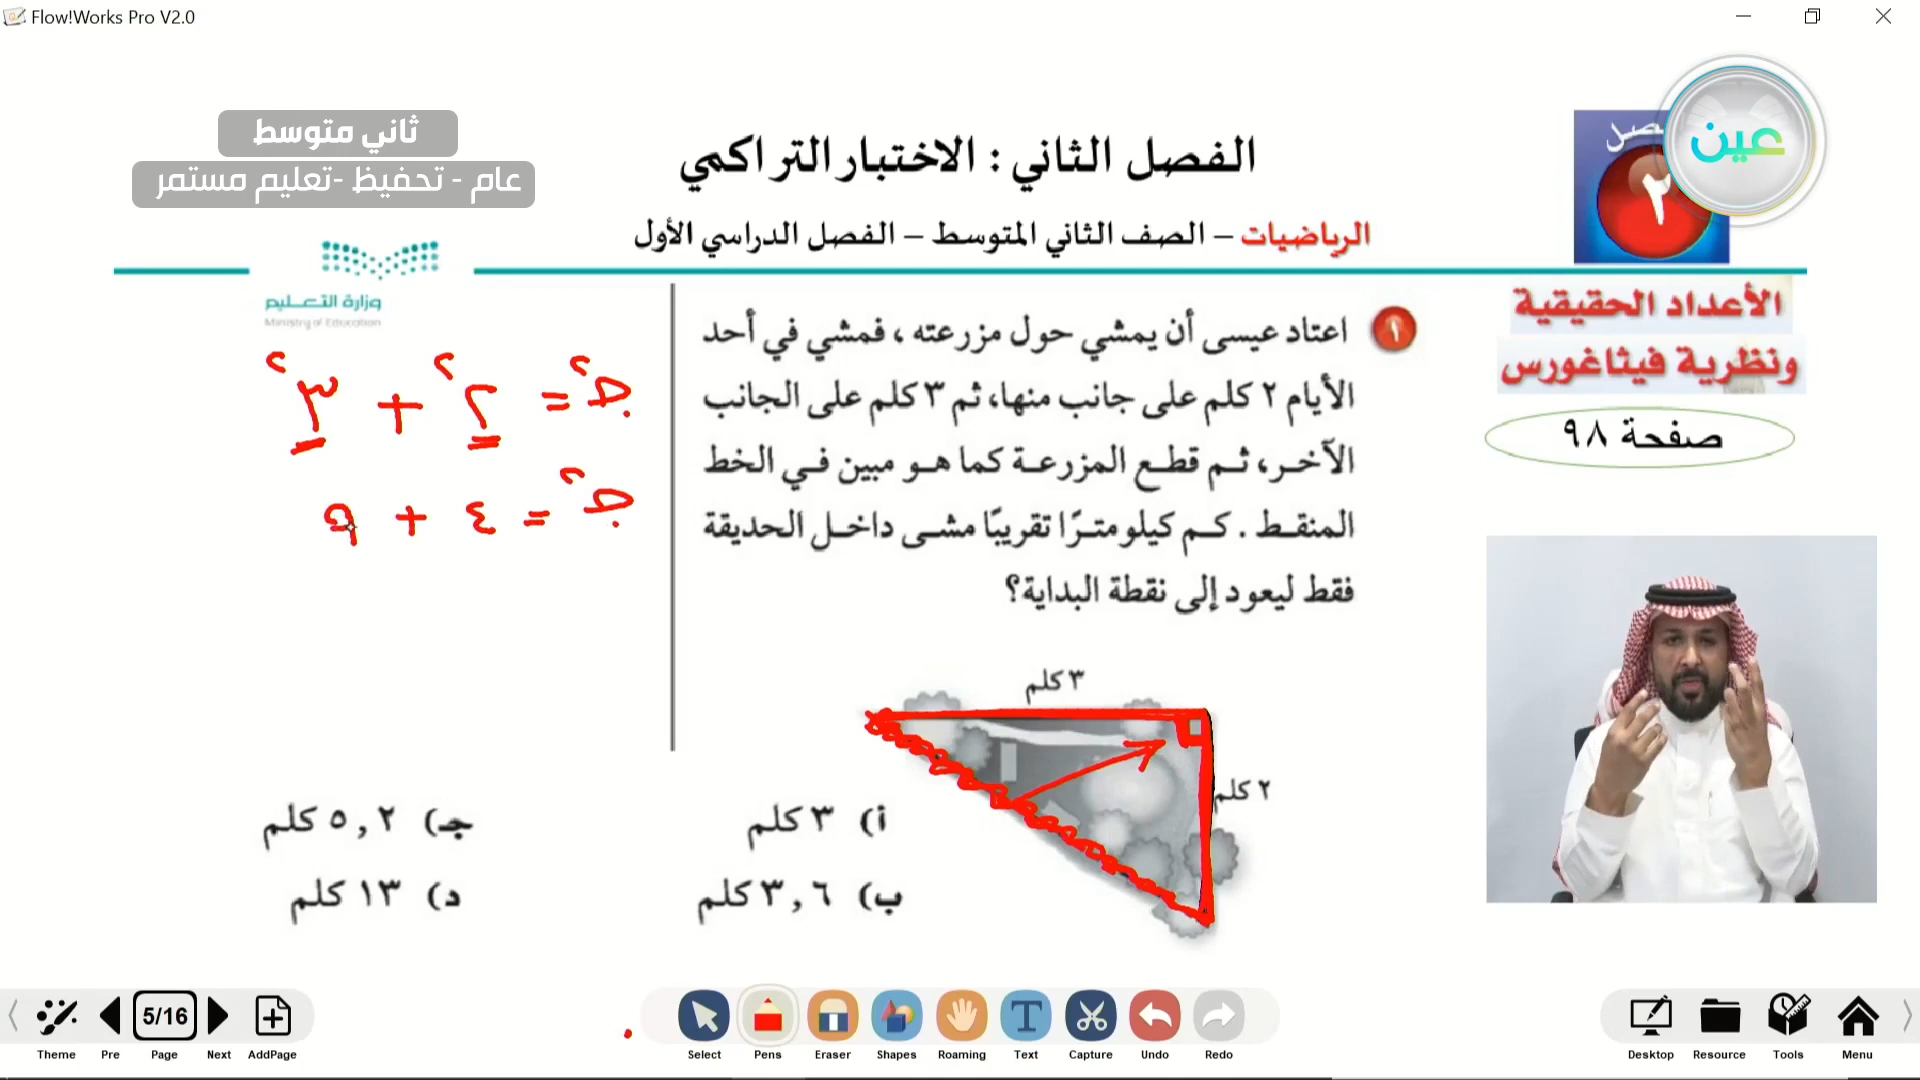 Flow!Works Pro V2.0
ثاني متوسط
عام - تحفيظ -تعليم مستمر
الفصل الثاني : الاختبار التراكمي
الرياضيات – الصف الثاني المتوسط – الفصل الدراسي الأول
٢
عين
وزارة التعليم
Ministry of Education
الأعداد الحقيقية
ونظرية فيثاغورس
صفحة ٩٨
١ اعتاد عيسى أن يمشي حول مزرعته ، فمشي في أحد
الأيام ٢ كلم على جانب منها، ثم ٣ كلم على الجانب
الآخر، ثم قطع المزرعة كما هو مبين في الخط
المنقط . كم كيلومترًا تقريبًا مشى داخل الحديقة
فقط ليعود إلى نقطة البداية؟
جـ٢ = ٢٢ + ٣٢
جـ٢ = ٤ + ٩
٣ كلم
٢ كلم
أ) ٣ كلم
ب) ٣,٦ كلم
جـ) ٥,٢ كلم
د) ١٣ كلم
Theme
Pre
5/16
Page
Next
AddPage
Select
Pens
Eraser
Shapes
Roaming
Text
Capture
Undo
Redo
Desktop
Resource
Tools
Menu